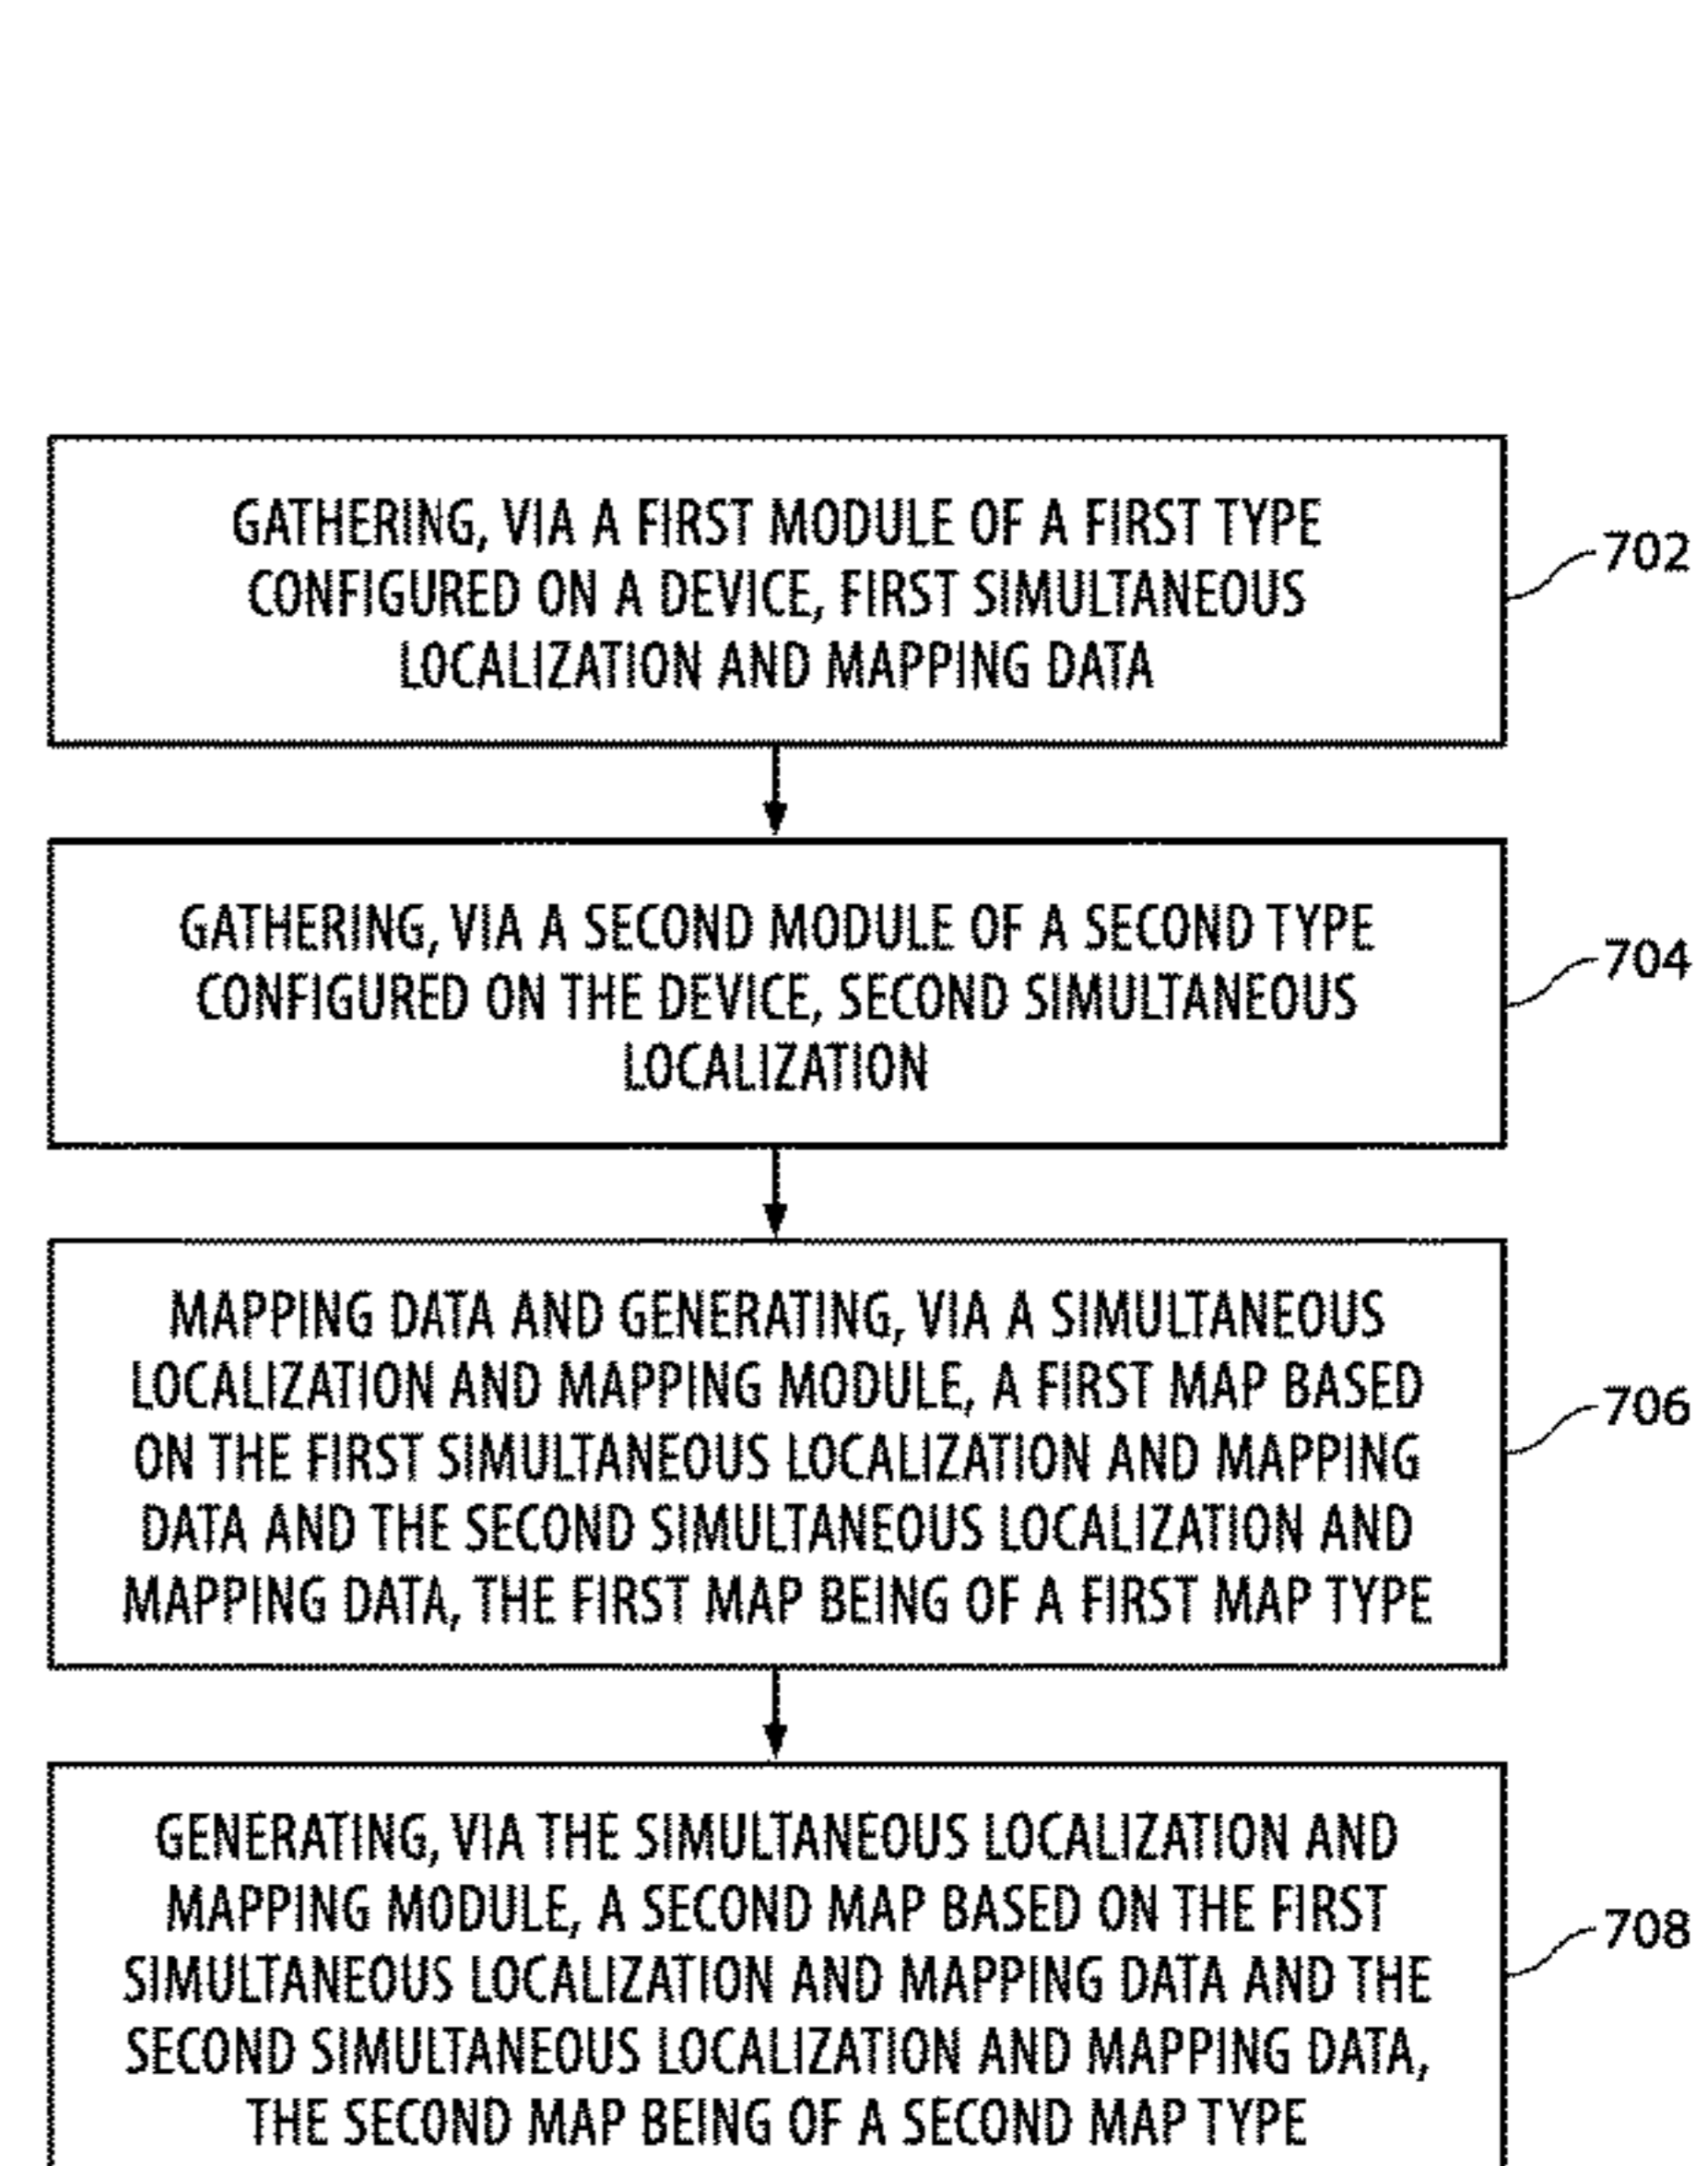 GATHERING, VIA A FIRST MODULE OF A FIRST TYPE
CONFIGURED ON A DEVICE, FIRST SIMULTANEOUS
LOCALIZATION AND MAPPING DATA
702
GATHERING, VIA A SECOND MODULE OF A SECOND TYPE
CONFIGURED ON THE DEVICE, SECOND SIMULTANEOUS
LOCALIZATION
704
MAPPING DATA AND GENERATING, VIA A SIMULTANEOUS
LOCALIZATION AND MAPPING MODULE, A FIRST MAP BASED
ON THE FIRST SIMULTANEOUS LOCALIZATION AND MAPPING
DATA AND THE SECOND SIMULTANEOUS LOCALIZATION AND
MAPPING DATA, THE FIRST MAP BEING OF A FIRST MAP TYPE
706
GENERATING, VIA THE SIMULTANEOUS LOCALIZATION AND
MAPPING MODULE, A SECOND MAP BASED ON THE FIRST
SIMULTANEOUS LOCALIZATION AND MAPPING DATA AND THE
SECOND SIMULTANEOUS LOCALIZATION AND MAPPING DATA,
THE SECOND MAP BEING OF A SECOND MAP TYPE
708